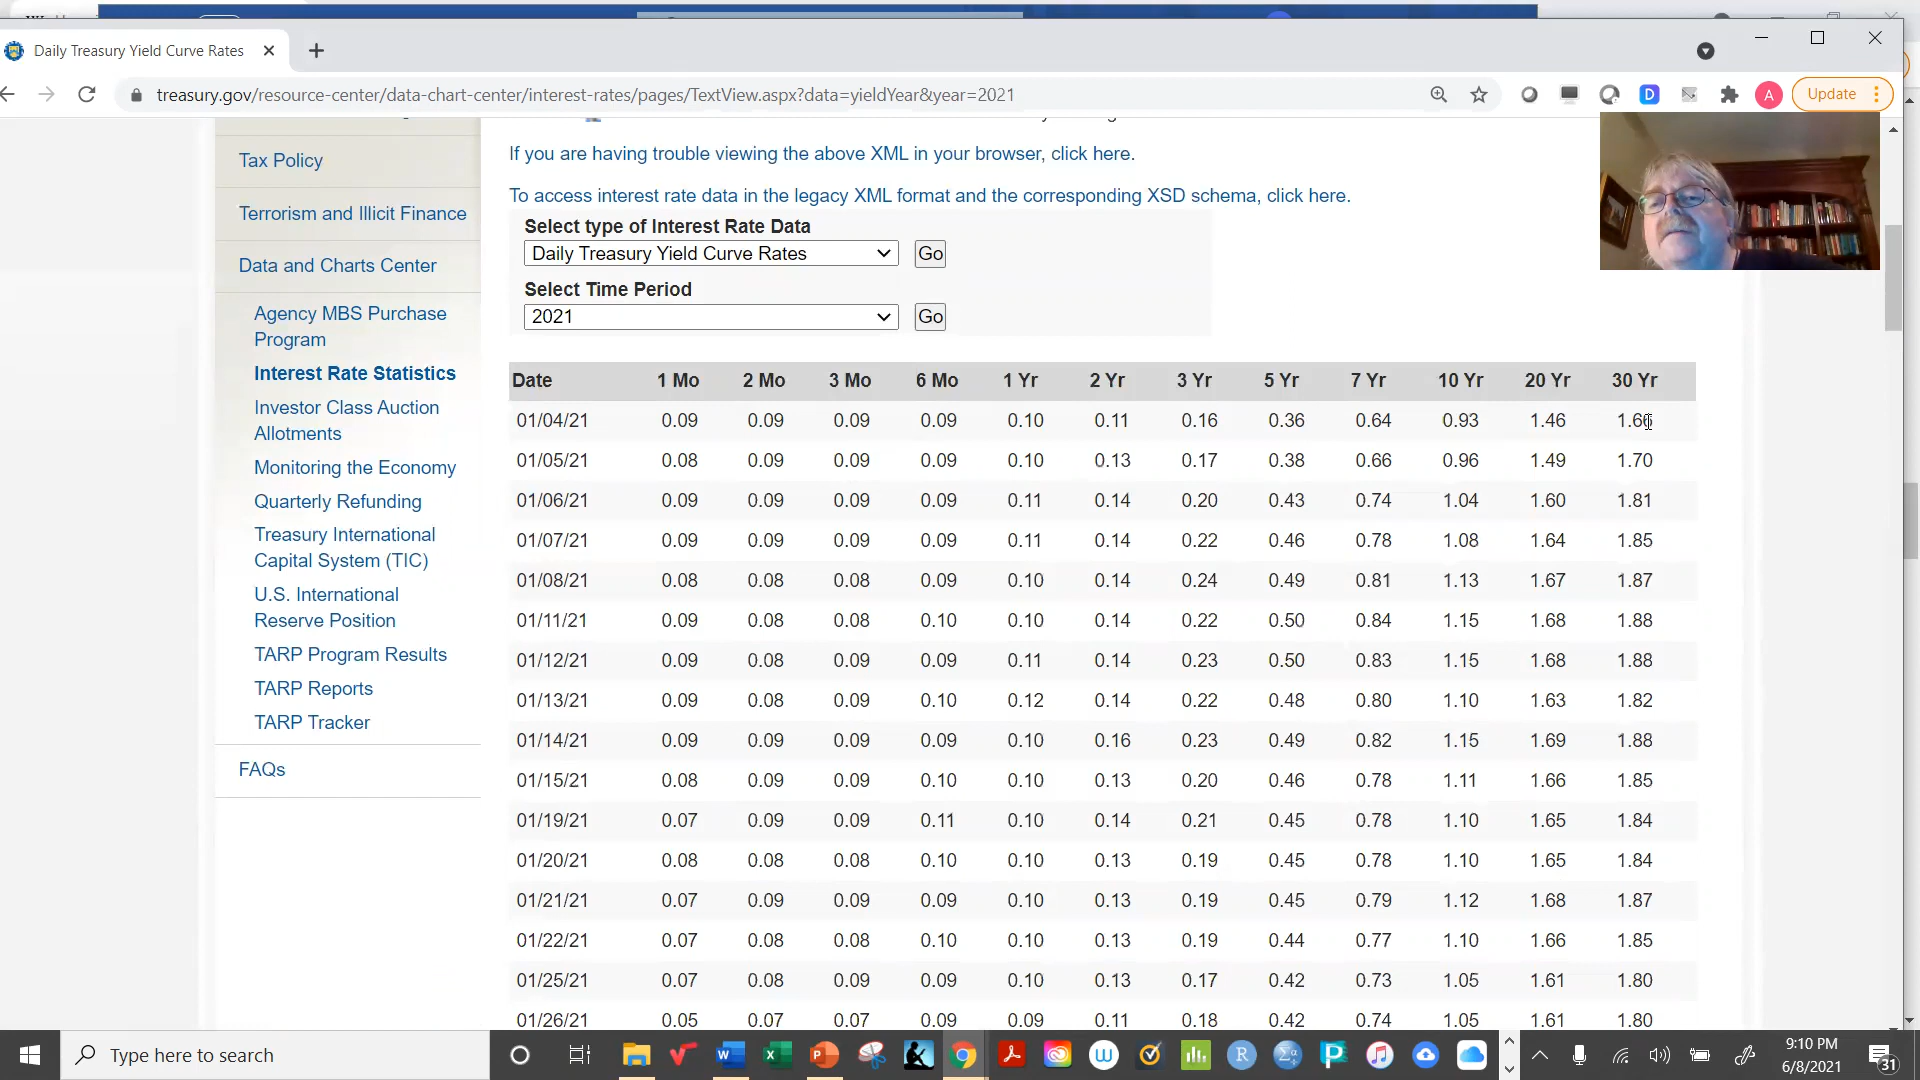 Daily Treasury Yield Curve Rates
treasury.gov/resource-center/data-chart-center/interest-rates/pages/TextView.aspx?data=yieldYear&year=2021
D
A
Update
If you are having trouble viewing the above XML in your browser, click here.
To access interest rate data in the legacy XML format and the corresponding XSD schema, click here.
Tax Policy
Terrorism and Illicit Finance
Data and Charts Center
Agency MBS Purchase
Program
Interest Rate Statistics
Investor Class Auction
Allotments
Monitoring the Economy
Quarterly Refunding
Treasury International
Capital System (TIC)
U.S. International
Reserve Position
TARP Program Results
TARP Reports
TARP Tracker
FAQs
Select type of Interest Rate Data
Daily Treasury Yield Curve Rates Go
Select Time Period
2021 Go
Date 1 Mo 2 Mo 3 Mo 6 Mo 1 Yr 2 Yr 3 Yr 5 Yr 7 Yr 10 Yr 20 Yr 30 Yr
01/04/21 0.09 0.09 0.09 0.09 0.10 0.11 0.16 0.36 0.64 0.93 1.46 1.66
01/05/21 0.08 0.09 0.09 0.09 0.10 0.13 0.17 0.38 0.66 0.96 1.49 1.70
01/06/21 0.09 0.09 0.09 0.09 0.11 0.14 0.20 0.43 0.74 1.04 1.60 1.81
01/07/21 0.09 0.09 0.09 0.09 0.11 0.14 0.22 0.46 0.78 1.08 1.64 1.85
01/08/21 0.08 0.08 0.08 0.09 0.10 0.14 0.24 0.49 0.81 1.13 1.67 1.87
01/11/21 0.09 0.08 0.08 0.10 0.10 0.14 0.22 0.50 0.84 1.15 1.68 1.88
01/12/21 0.09 0.08 0.09 0.09 0.11 0.14 0.23 0.50 0.83 1.15 1.68 1.88
01/13/21 0.09 0.08 0.09 0.10 0.12 0.14 0.22 0.48 0.80 1.10 1.63 1.82
01/14/21 0.09 0.09 0.09 0.09 0.10 0.16 0.23 0.49 0.82 1.15 1.69 1.88
01/15/21 0.08 0.09 0.09 0.10 0.10 0.13 0.20 0.46 0.78 1.11 1.66 1.85
01/19/21 0.07 0.09 0.09 0.11 0.10 0.14 0.21 0.45 0.78 1.10 1.65 1.84
01/20/21 0.08 0.08 0.08 0.10 0.10 0.13 0.19 0.45 0.78 1.10 1.65 1.84
01/21/21 0.07 0.09 0.09 0.09 0.10 0.13 0.19 0.45 0.79 1.12 1.68 1.87
01/22/21 0.07 0.08 0.08 0.10 0.10 0.13 0.19 0.44 0.77 1.10 1.66 1.85
01/25/21 0.07 0.08 0.09 0.09 0.10 0.13 0.17 0.42 0.73 1.05 1.61 1.80
01/26/21 0.05 0.07 0.07 0.09 0.09 0.11 0.18 0.42 0.74 1.05 1.61 1.80
Type here to search
9:10 PM
6/8/2021
31